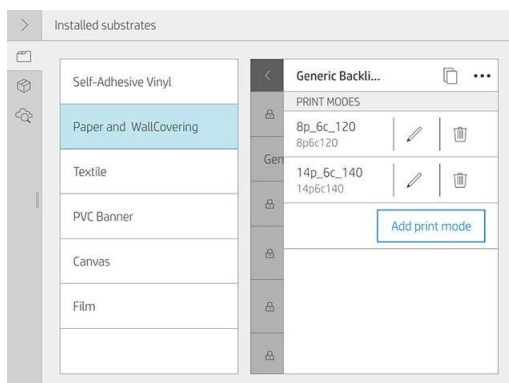 Installed substrates
Self-Adhesive Vinyl
Paper and WallCovering
Textile
PVC Banner
Canvas
Film
Gen
Generic Backli...
PRINT MODES
8p_6c_120
8p6c120
14p_6c_140
14p6c140
Add print mode